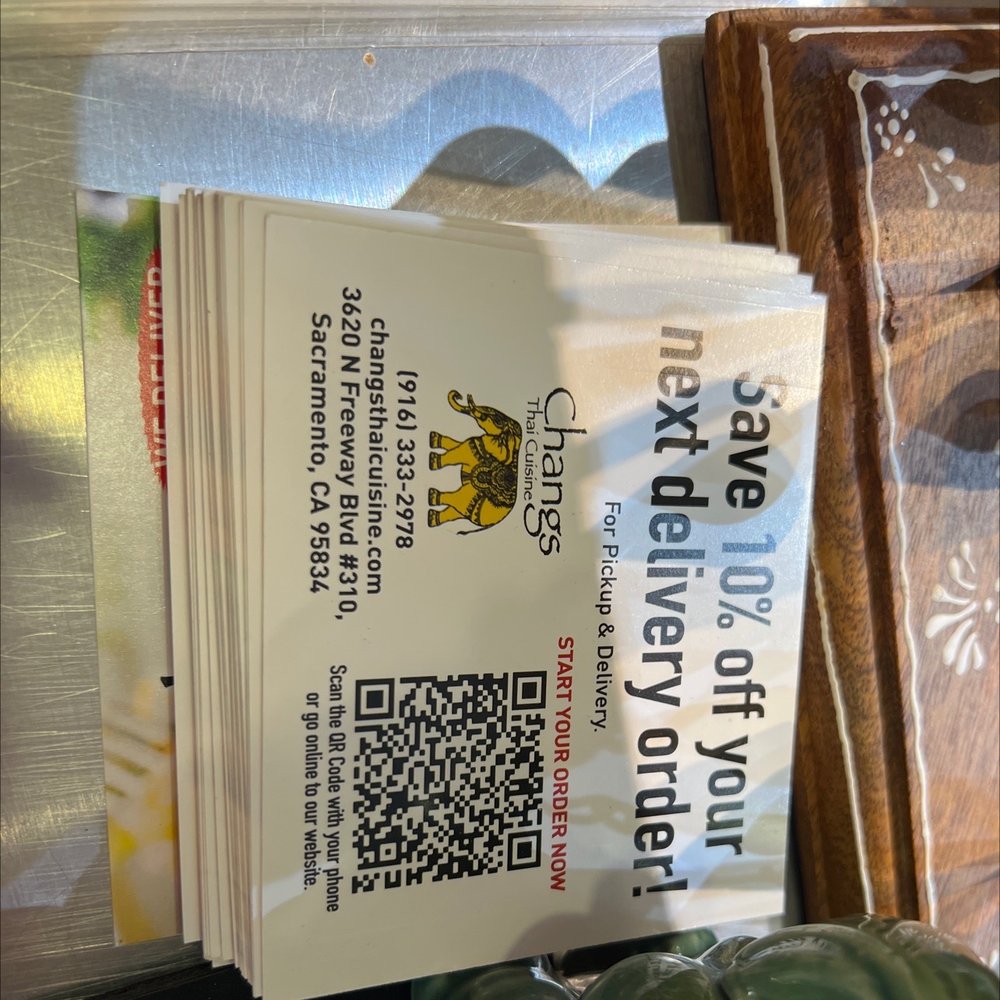 Save 10% off your
next delivery order!
For Pickup & Delivery.
Changs
Thai Cuisine
(916) 333-2978
changsthaicuisine.com
3620 N Freeway Blvd #310,
Sacramento, CA 95834
START YOUR ORDER NOW
Scan the QR Code with your phone
or go online to our website.
WE DELIVER